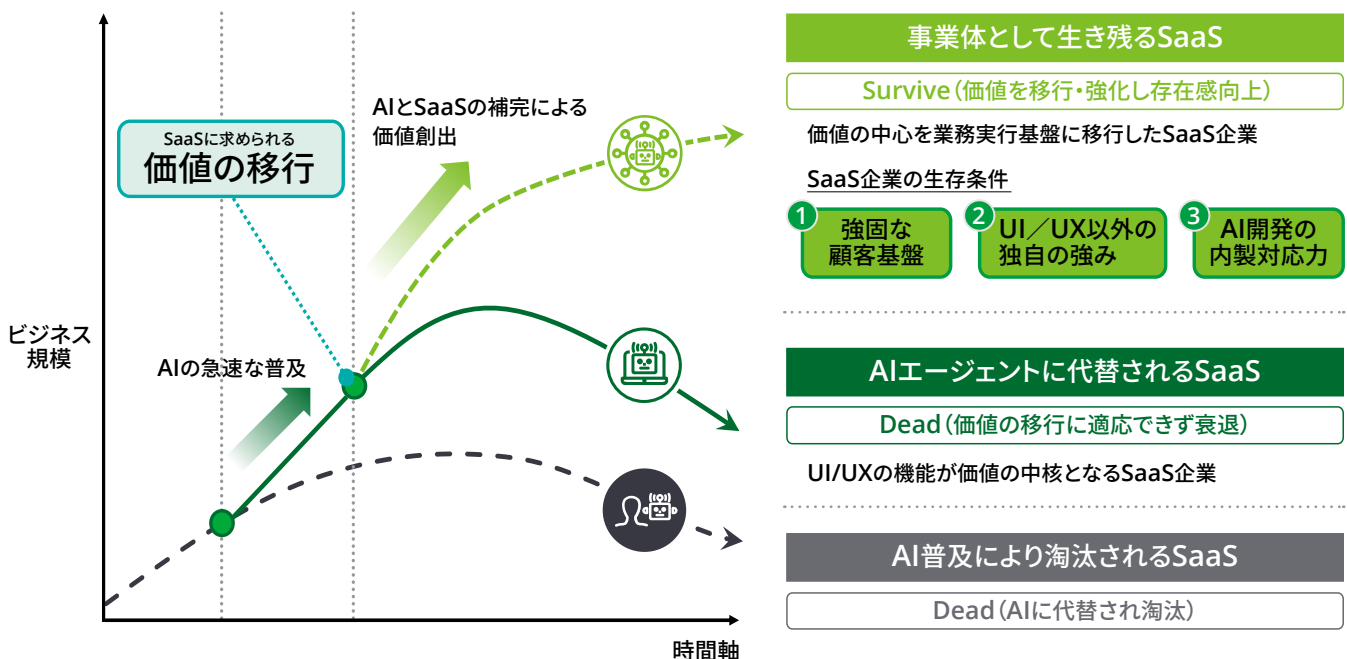 ビジネス
規模
時間軸
SaaSに求められる
価値の移行
AIの急速な普及
AIとSaaSの補完による
価値創出
事業体として生き残るSaaS
Survive（価値を移行・強化し存在感向上）
価値の中心を業務実行基盤に移行したSaaS企業
SaaS企業の生存条件
1
強固な
顧客基盤
2
UI／UX以外の
独自の強み
3
AI開発の
内製対応力
AIエージェントに代替されるSaaS
Dead（価値の移行に適応できず衰退）
UI/UXの機能が価値の中核となるSaaS企業
AI普及により淘汰されるSaaS
Dead（AIに代替され淘汰）